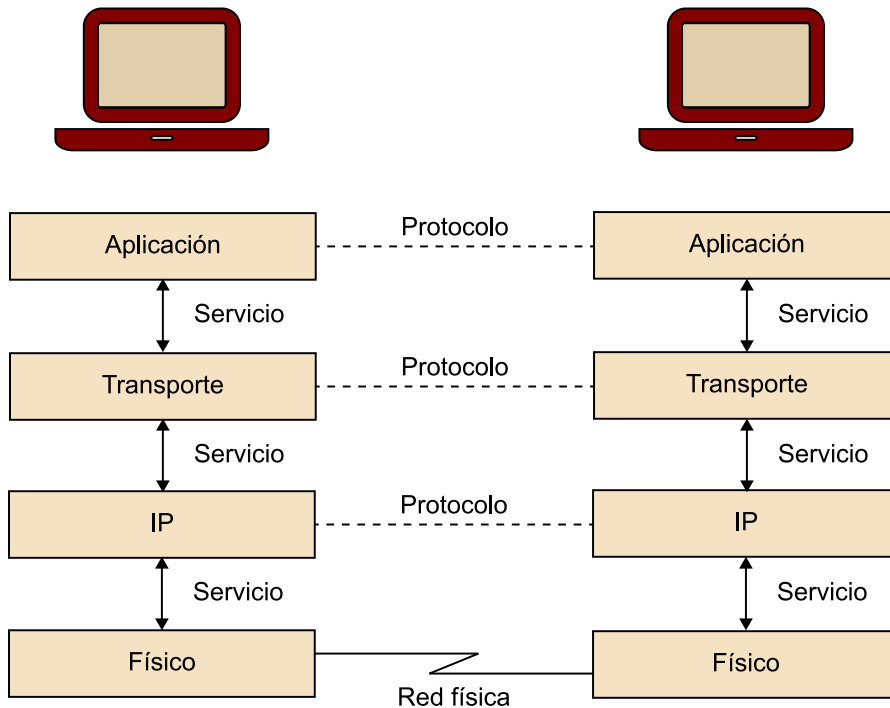 Protocolo
Aplicación
Aplicación
Servicio
Servicio
Protocolo
Transporte
Transporte
Servicio
Servicio
Protocolo
IP
IP
Servicio
Servicio
Físico
Físico
Red física